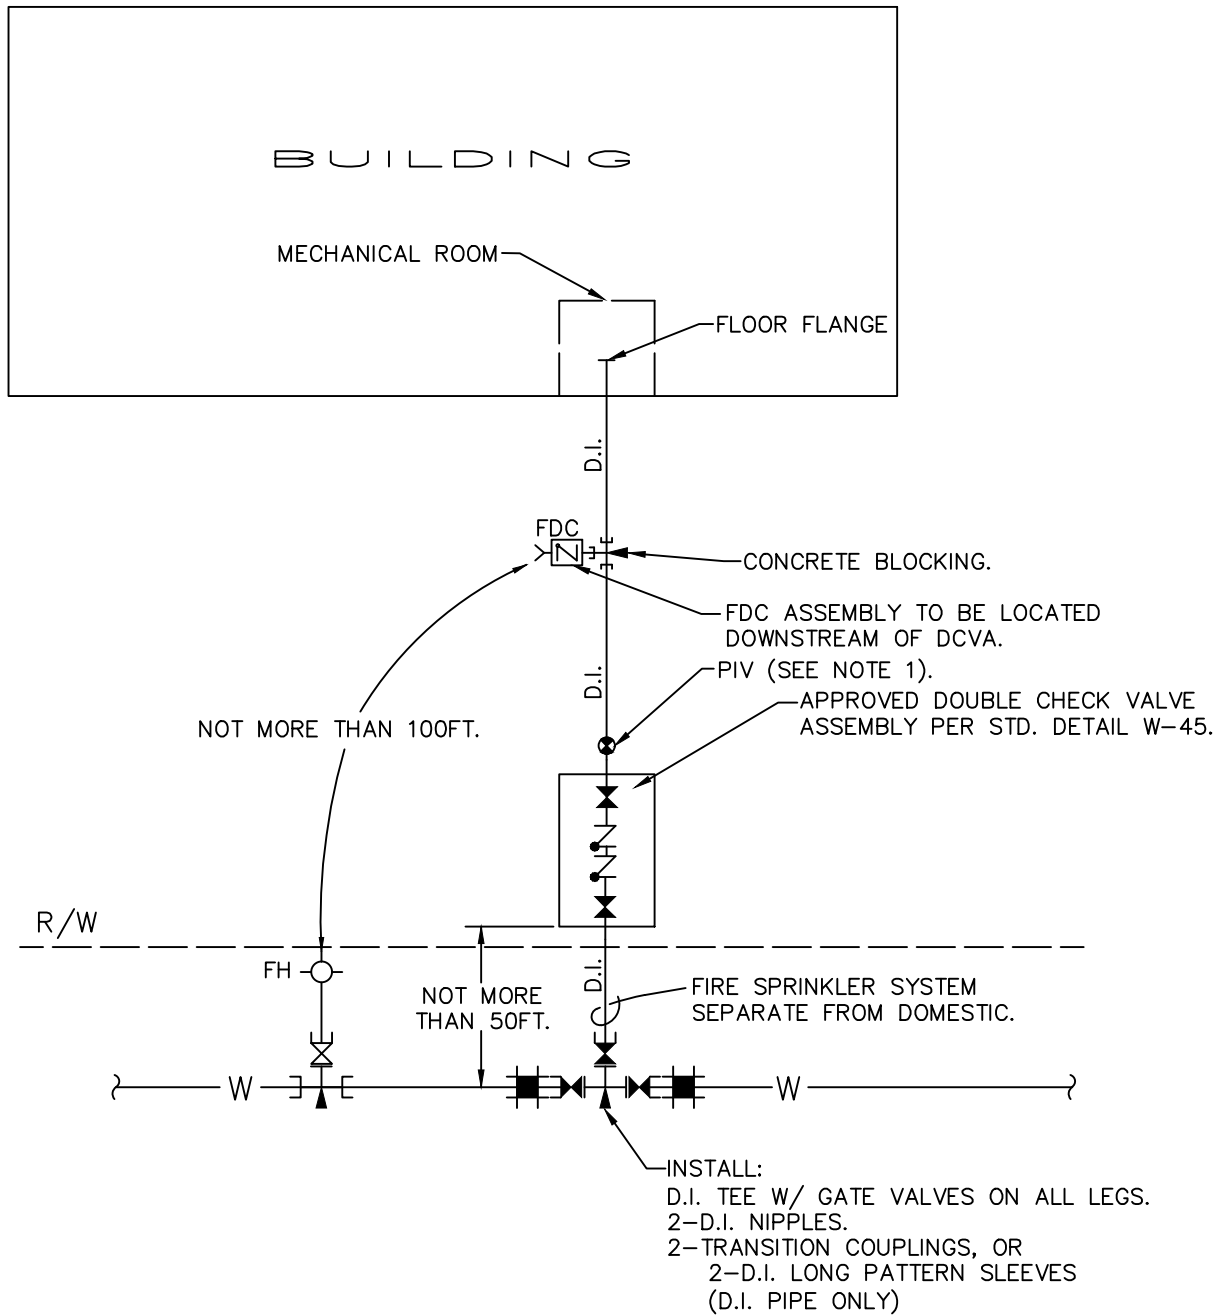 BUILDING
MECHANICAL ROOM
FLOOR FLANGE
D.I.
FDC
CONCRETE BLOCKING.
FDC ASSEMBLY TO BE LOCATED
DOWNSTREAM OF DCVA.
D.I.
PIV (SEE NOTE 1).
APPROVED DOUBLE CHECK VALVE
ASSEMBLY PER STD. DETAIL W-45.
NOT MORE THAN 100FT.
R/W
FH
D.I.
NOT MORE
THAN 50FT.
FIRE SPRINKLER SYSTEM
SEPARATE FROM DOMESTIC.
W
W
INSTALL:
D.I. TEE W/ GATE VALVES ON ALL LEGS.
2-D.I. NIPPLES.
2-TRANSITION COUPLINGS, OR
2-D.I. LONG PATTERN SLEEVES
(D.I. PIPE ONLY)